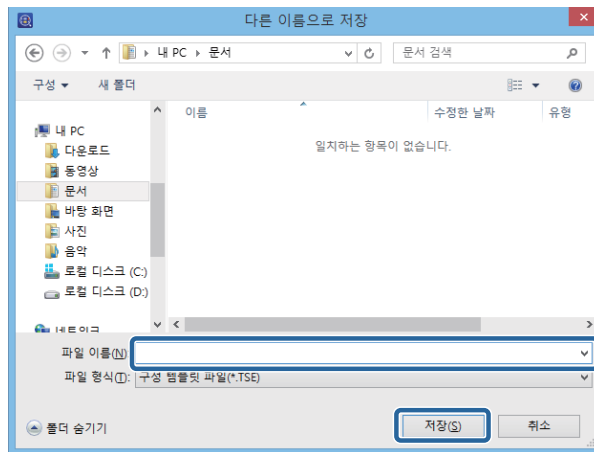 다른 이름으로 저장
내 PC 문서
문서 검색
구성
새 폴더
이름
수정한 날짜
유형
일치하는 항목이 없습니다.
내 PC
다운로드
동영상
문서
바탕 화면
사진
음악
로컬 디스크 (C:)
로컬 디스크 (D:)
네트워크
파일 이름(N)
파일 형식(T): 구성 템플릿 파일(*.TSE)
폴더 숨기기
저장(S)
취소